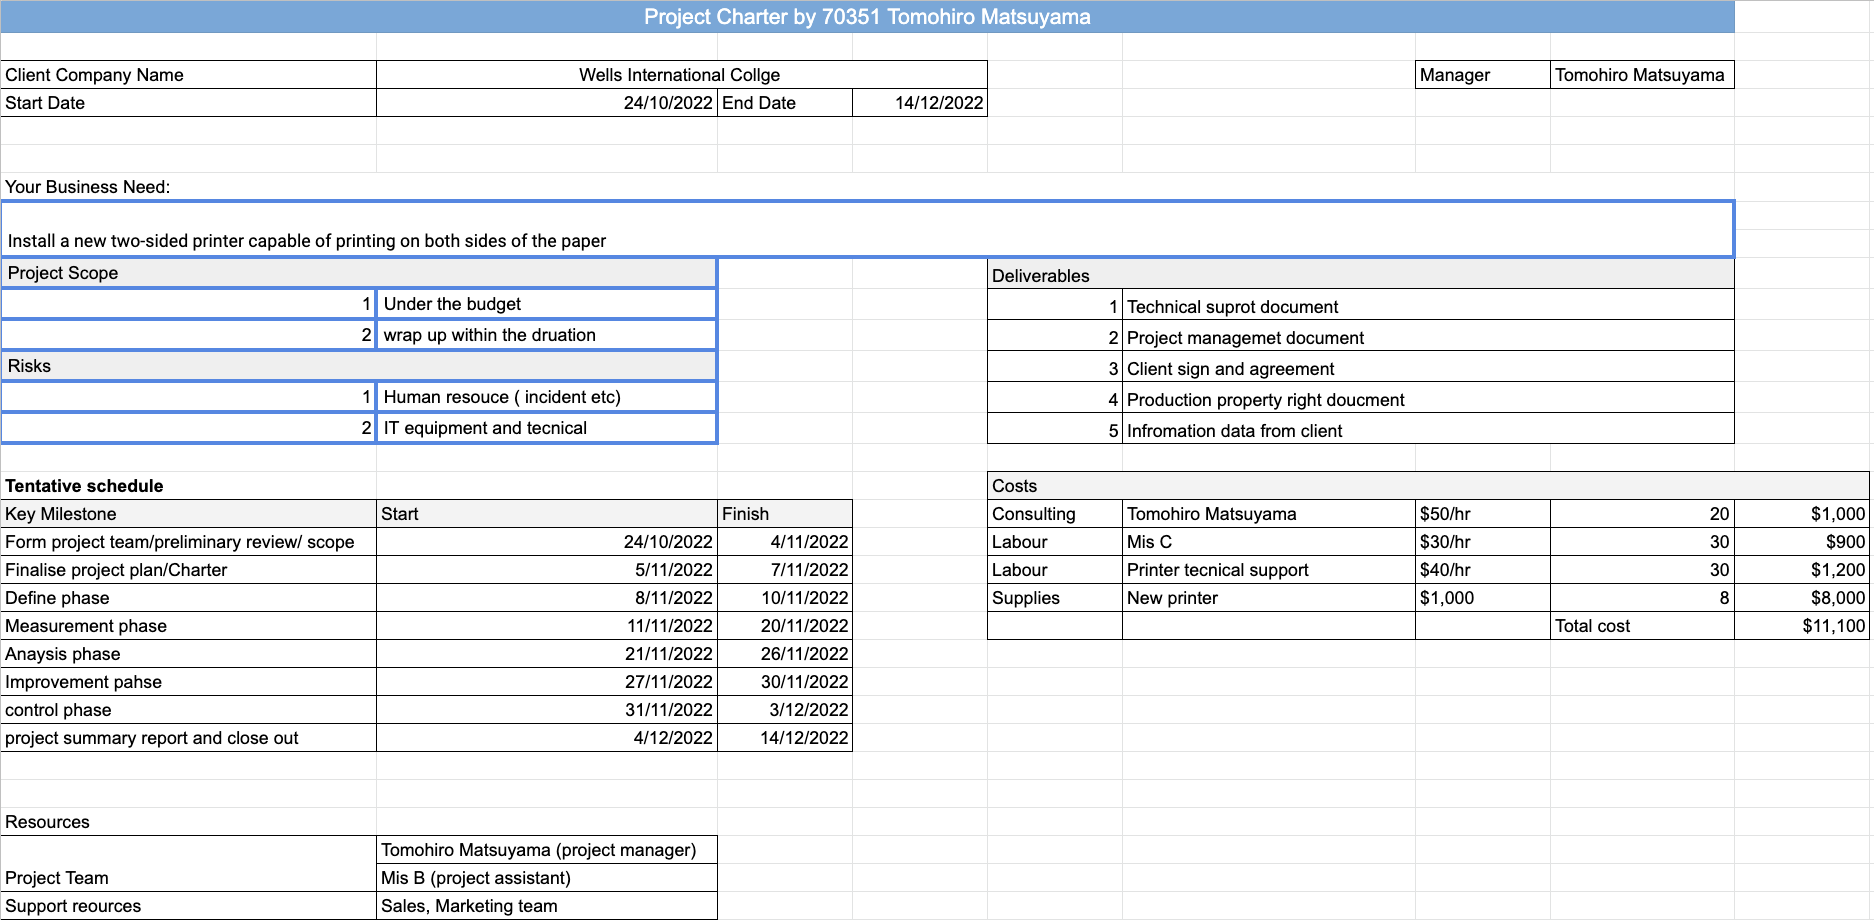 Project Charter by 70351 Tomohiro Matsuyama
Client Company Name Wells International Collge Manager Tomohiro Matsuyama
Start Date 24/10/2022 End Date 14/12/2022
Your Business Need:
Install a new two-sided printer capable of printing on both sides of the paper
Project Scope
1 Under the budget
2 wrap up within the druation
Risks
1 Human resouce ( incident etc)
2 IT equipment and tecnical
Deliverables
1 Technical suprot document
2 Project managemet document
3 Client sign and agreement
4 Production property right doucment
5 Infromation data from client
Tentative schedule
Key Milestone Start Finish
Form project team/preliminary review/ scope 24/10/2022 4/11/2022
Finalise project plan/Charter 5/11/2022 7/11/2022
Define phase 8/11/2022 10/11/2022
Measurement phase 11/11/2022 20/11/2022
Anaysis phase 21/11/2022 26/11/2022
Improvement pahse 27/11/2022 30/11/2022
control phase 31/11/2022 3/12/2022
project summary report and close out 4/12/2022 14/12/2022
Costs
Consulting Tomohiro Matsuyama $50/hr 20 $1,000
Labour Mis C $30/hr 30 $900
Labour Printer tecnical support $40/hr 30 $1,200
Supplies New printer $1,000 8 $8,000
Total cost $11,100
Resources
Tomohiro Matsuyama (project manager)
Project Team Mis B (project assistant)
Support reources Sales, Marketing team